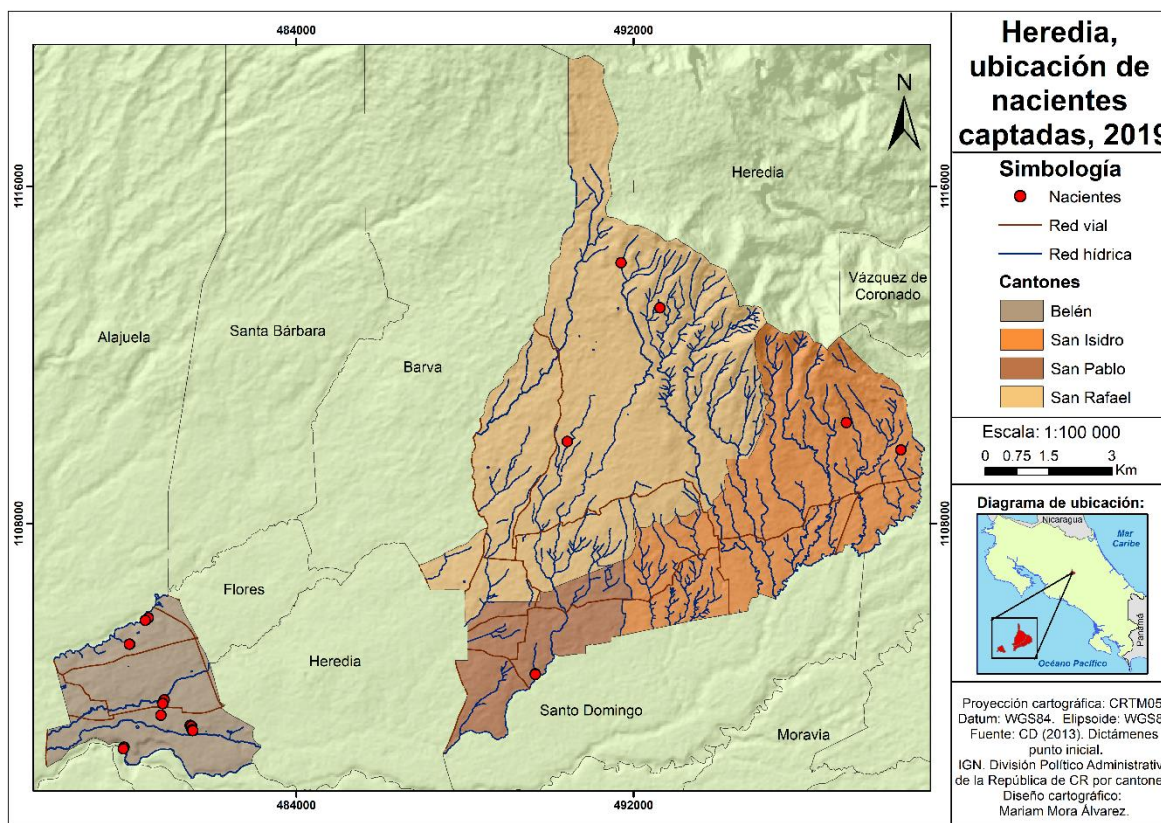 Heredia,
ubicación de
nacientes
captadas, 2019
Simbología
Nacientes
Red vial
Red hídrica
Cantones
Belén
San Isidro
San Pablo
San Rafael
Escala: 1:100 000
0 0.75 1.5 3
Km
Diagrama de ubicación:
Nicaragua
Mar
Caribe
Panamá
Océano Pacífico
Proyección cartográfica: CRTM05
Datum: WGS84. Elipsoide: WGS8
Fuente: CD (2013). Dictámenes
punto inicial.
IGN. División Político Administrativ
de la República de CR por cantone
Diseño cartográfico:
Mariam Mora Álvarez.
484000 492000
N
1116000 1116000
Heredia
Vázquez de
Coronado
Alajuela
Santa Bárbara
Barva
1108000 1108000
Flores
Heredia
Santo Domingo
Moravia
484000 492000